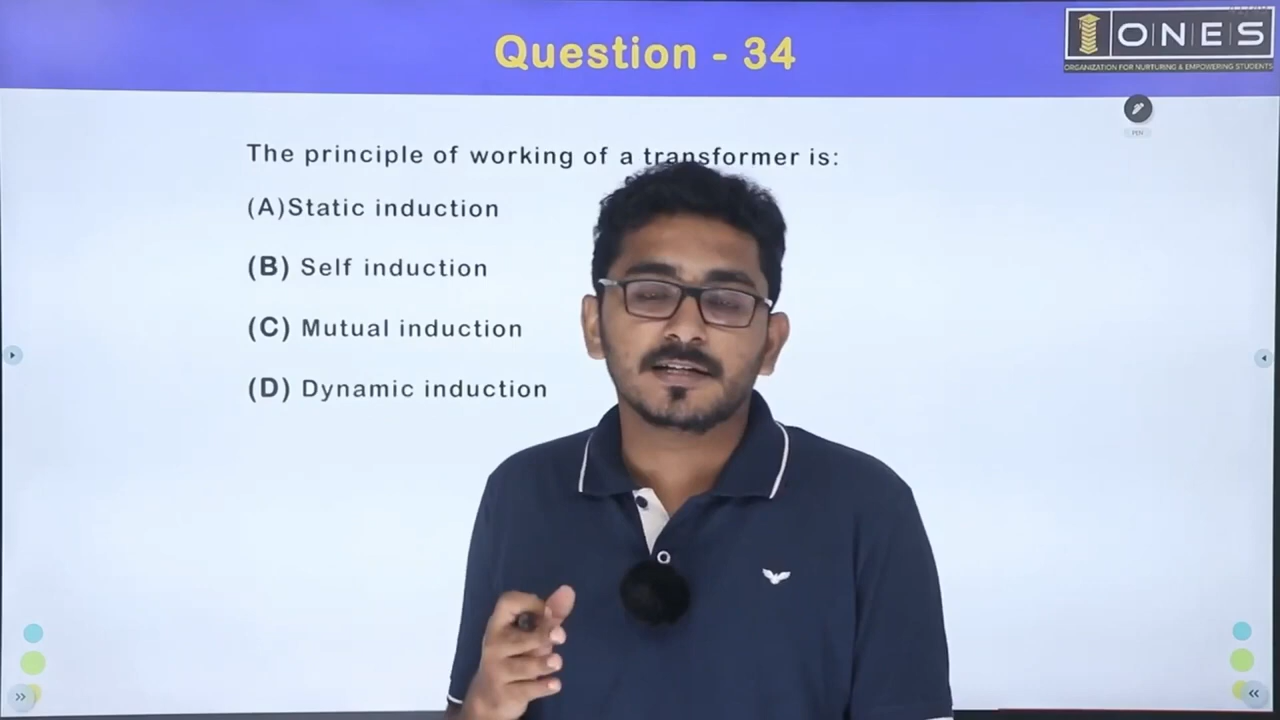 Question - 34
ONES
ORGANIZATION FOR NURTURING & EMPOWERING STUDENTS
PEN
The principle of working of a transformer is:
(A)Static induction
(B) Self induction
(C) Mutual induction
(D) Dynamic induction